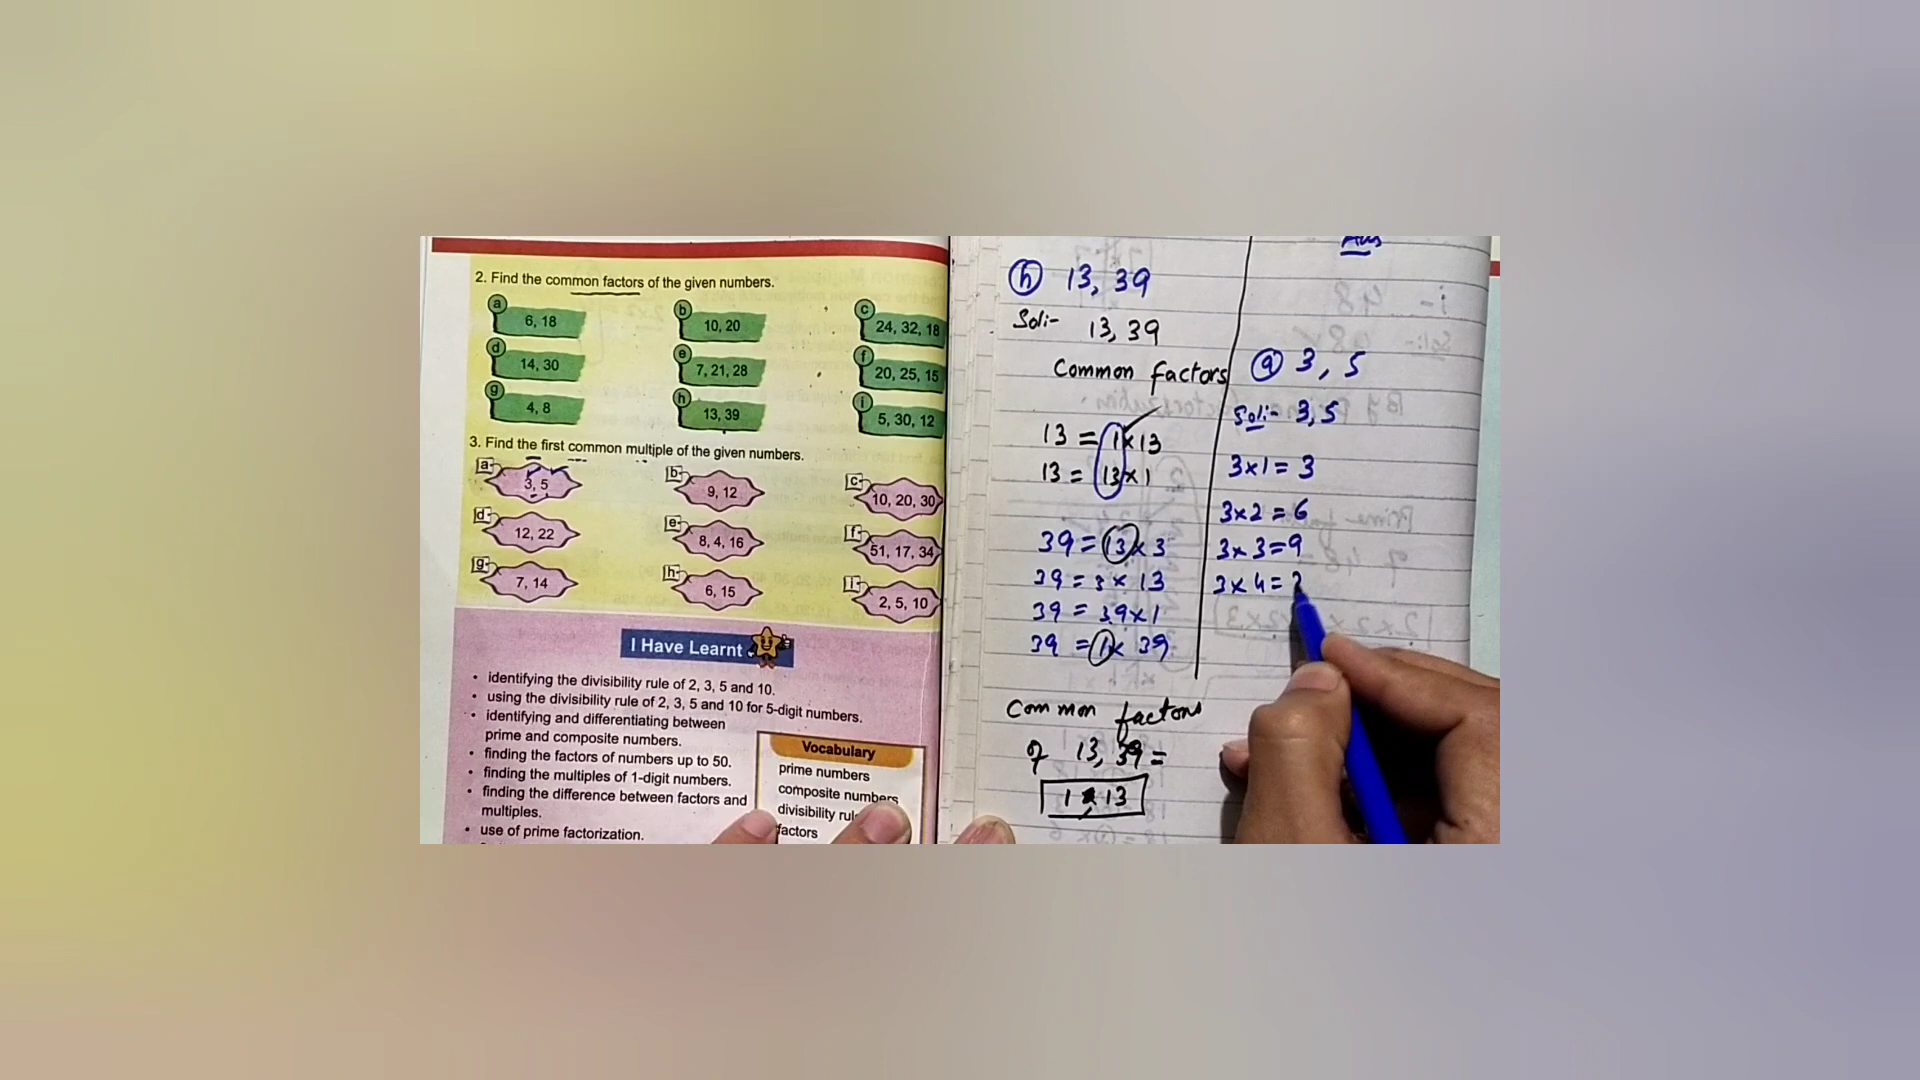 2. Find the common factors of the given numbers.
a
6, 18
b
10, 20
c
24, 32, 18
d
14, 30
e
7, 21, 28
f
20, 25, 15
g
4, 8
h
13, 39
i
5, 30, 12
3. Find the first common multiple of the given numbers.
a
3, 5
b
9, 12
c
10, 20, 30
d
12, 22
e
8, 4, 16
f
51, 17, 34
g
7, 14
h
6, 15
i
2, 5, 10
I Have Learnt
• identifying the divisibility rule of 2, 3, 5 and 10.
• using the divisibility rule of 2, 3, 5 and 10 for 5-digit numbers.
• identifying and differentiating between
prime and composite numbers.
• finding the factors of numbers up to 50.
• finding the multiples of 1-digit numbers.
• finding the difference between factors and
multiples.
• use of prime factorization.
Vocabulary
prime numbers
composite numbers
divisibility
factors
h 13, 39
Sol:- 13, 39
Common factors
13 = 1×13
13 = 13×1
39 = 13×3
39 = 3×13
39 = 39×1
39 = 1×39
Common factors
of 13, 39 =
1, 13
Ans
a 3, 5
Sol:- 3, 5
3×1 = 3
3×2 = 6
3×3 = 9
3×4 =